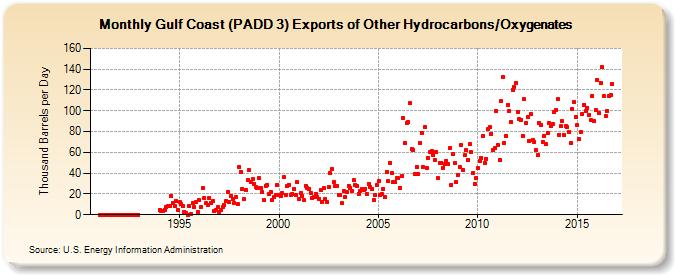 Monthly Gulf Coast (PADD 3) Exports of Other Hydrocarbons/Oxygenates
Thousand Barrels per Day
160
140
120
100
80
60
40
20
0
1995 2000 2005 2010 2015
Source: U.S. Energy Information Administration